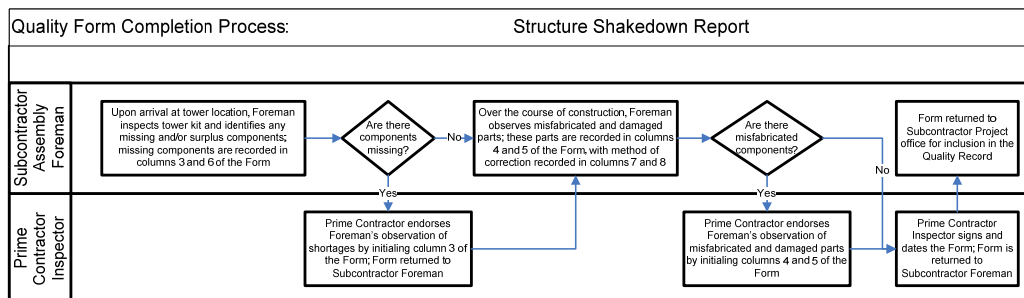 Quality Form Completion Process:
Structure Shakedown Report
Subcontractor
Assembly
Foreman
Upon arrival at tower location, Foreman
inspects tower kit and identifies any
missing and/or surplus components;
missing components are recorded in
columns 3 and 6 of the Form
Are there
components
missing?
No
Over the course of construction, Foreman
observes misfabricated and damaged
parts; these parts are recorded in columns
4 and 5 of the Form, with method of
correction recorded in columns 7 and 8
Are there
misfabricated
components?
No
Form returned to
Subcontractor Project
office for inclusion in the
Quality Record
Yes
Yes
Prime
Contractor
Inspector
Prime Contractor endorses
Foreman's observation of
shortages by initialing column 3 of
the Form; Form returned to
Subcontractor Foreman
Prime Contractor endorses
Foreman's observation of
misfabricated and damaged parts
by initialing columns 4 and 5 of the
Form
Prime Contractor
Inspector signs and
dates the Form; Form is
returned to
Subcontractor Foreman